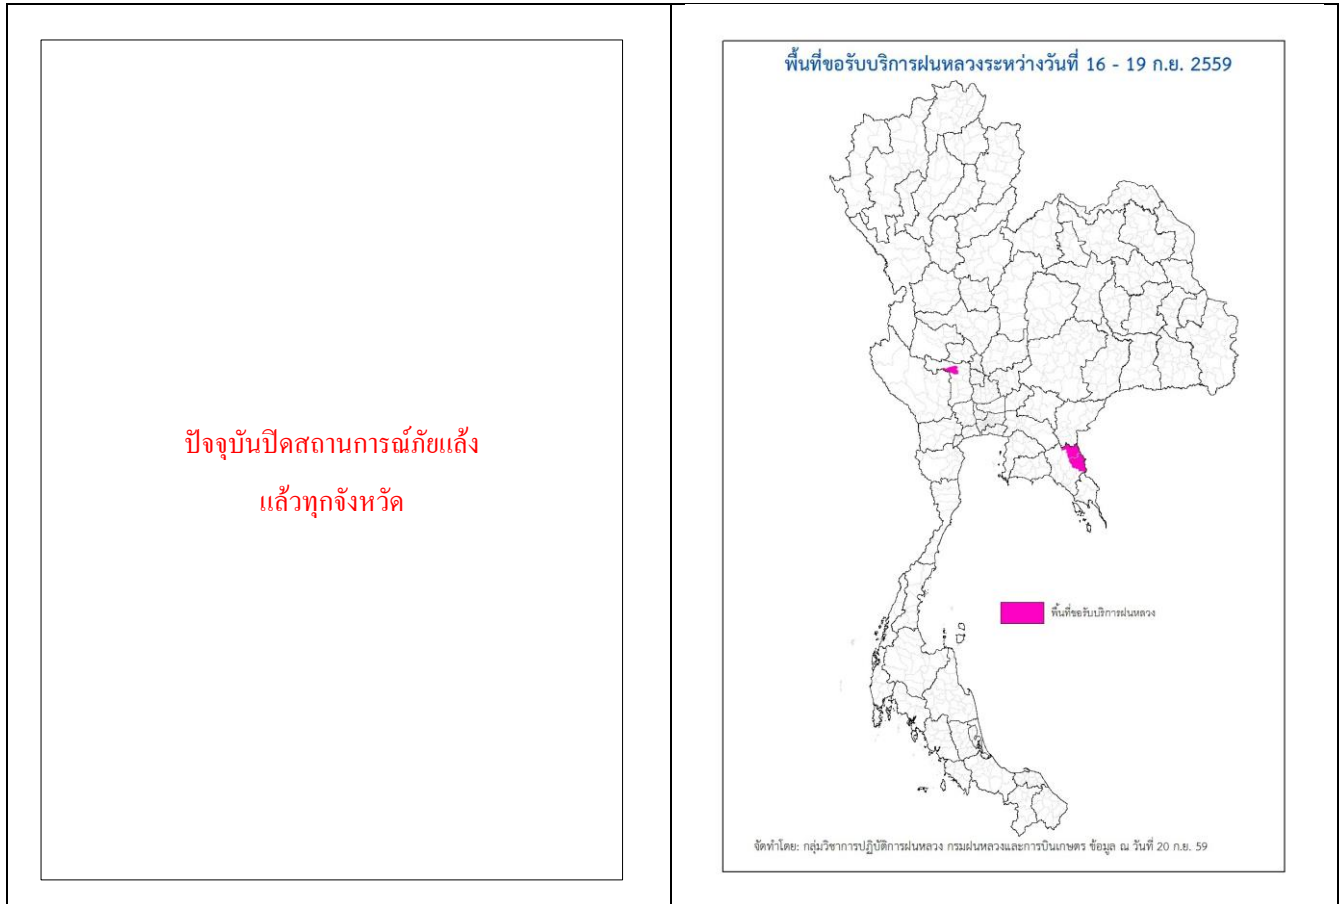 ปัจจุบันปิดสถานการณ์ภัยแล้ง
แล้วทุกจังหวัด
พื้นที่ขอรับบริการฝนหลวงระหว่างวันที่ 16 - 19 ก.ย. 2559
พื้นที่ขอรับบริการฝนหลวง
จัดทำโดย: กลุ่มวิชาการปฏิบัติการฝนหลวง กรมฝนหลวงและการบินเกษตร ข้อมูล ณ วันที่ 20 ก.ย. 59